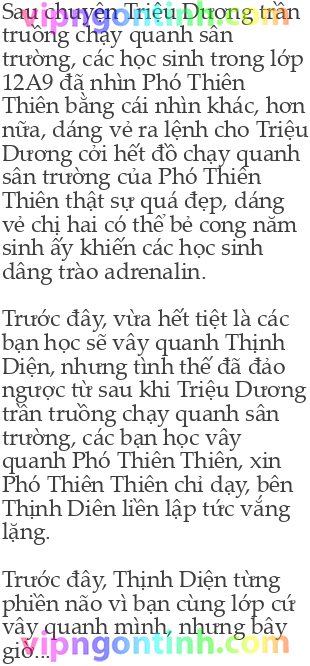 Sau chuyện Triệu Dương trần
truồng chạy quanh sân
trường, các học sinh trong lớp
12A9 đã nhìn Phó Thiên
Thiên bằng cái nhìn khác, hơn
nữa, dáng vẻ ra lệnh cho Triệu
Dương cởi hết đồ chạy quanh
sân trường của Phó Thiên
Thiên thật sự quá đẹp, dáng
vẻ chị hai có thể bẻ cong năm
sinh ấy khiến các học sinh
dâng trào adrenalin.
Trước đây, vừa hết tiệt là các
bạn học sẽ vây quanh Thịnh
Diện, nhưng tình thế đã đảo
ngược từ sau khi Triệu Dương
trần truồng chạy quanh sân
trường, các bạn học vây
quanh Phó Thiên Thiên, xin
Phó Thiên Thiên chỉ dạy, bên
Thịnh Diên liền lập tức vắng
lặng.
Trước đây, Thịnh Diện từng
phiền não vì bạn cùng lớp cứ
vây quanh mình, nhưng bây
giờ...
vipngontinh.com
vipngontinh.com